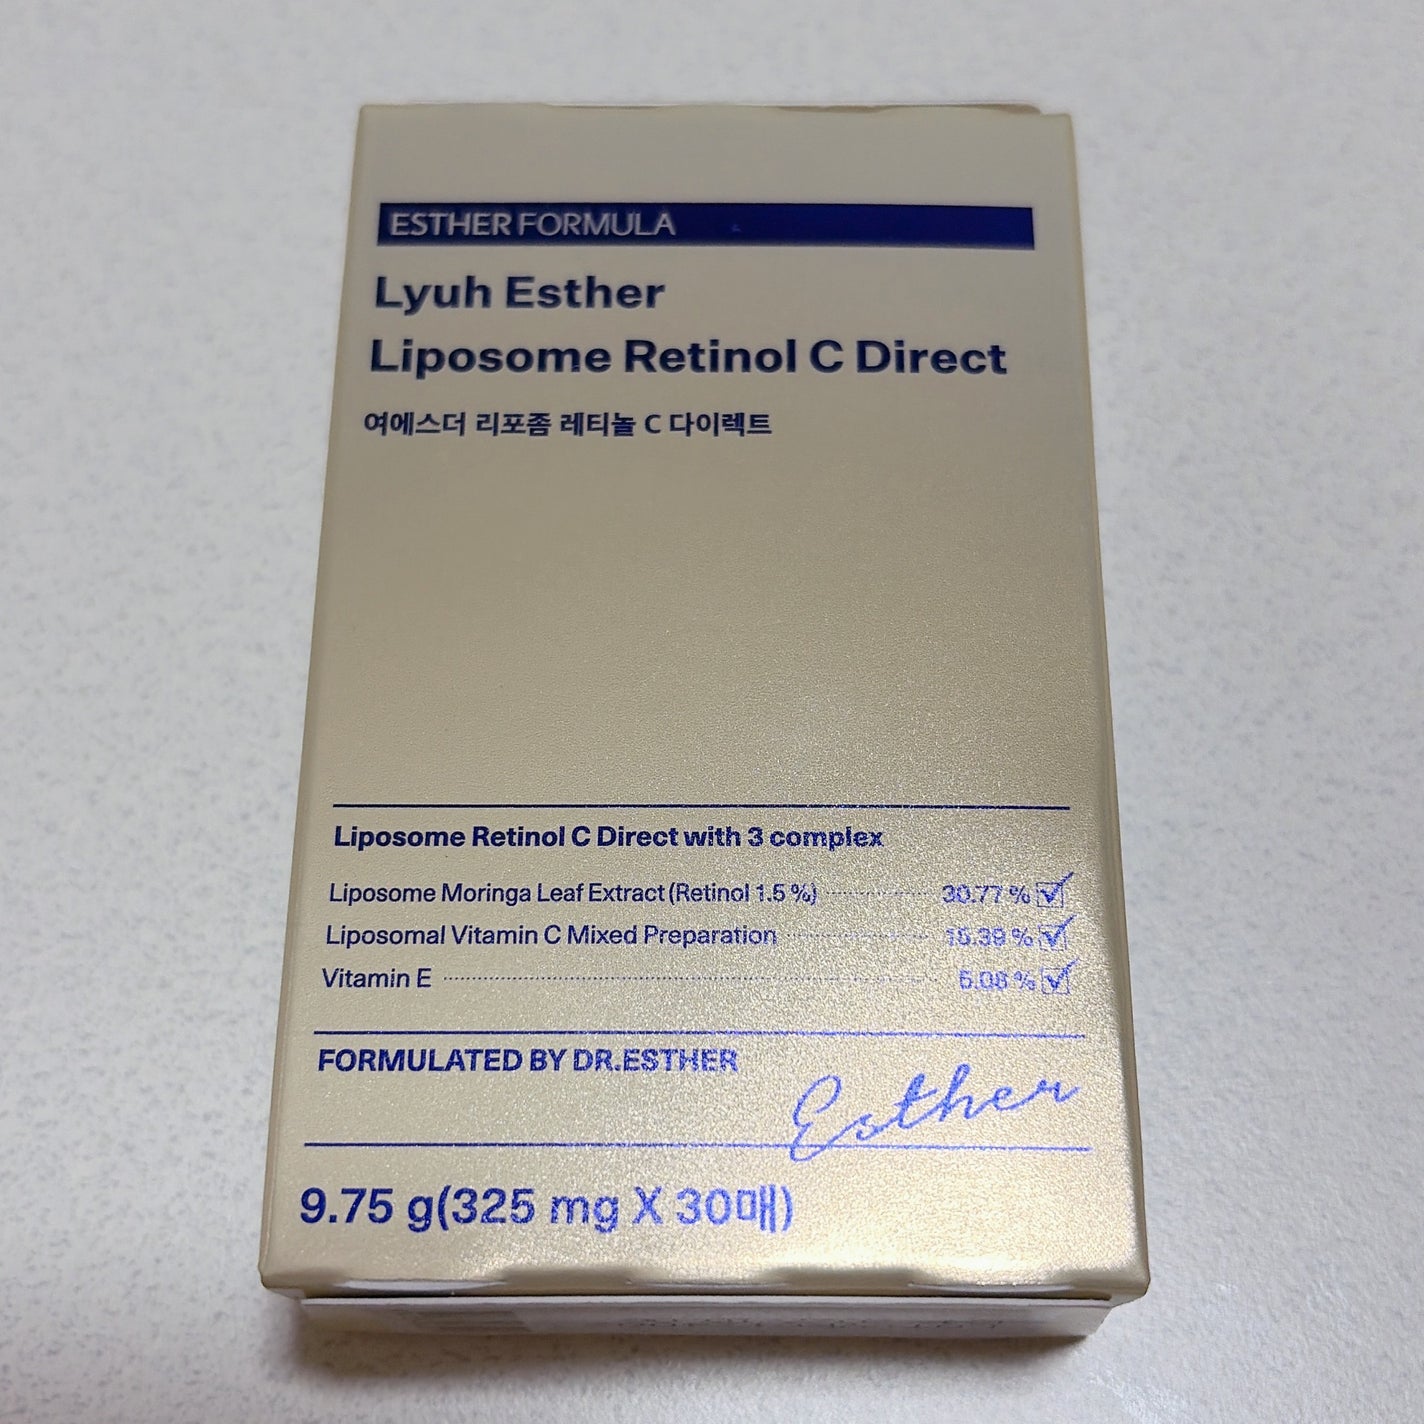 ESTHER FORMULA
Lyuh Esther
Liposome Retinol C Direct
여에스더 리포좀 레티놀 C 다이렉트
Liposome Retinol C Direct with 3 complex
Liposome Moringa Leaf Extract (Retinol 1.5 %) 30.77 %
Liposomal Vitamin C Mixed Preparation 15.39 %
Vitamin E 5.08 %
FORMULATED BY DR.ESTHER
Esther
9.75 g(325 mg X 30매)